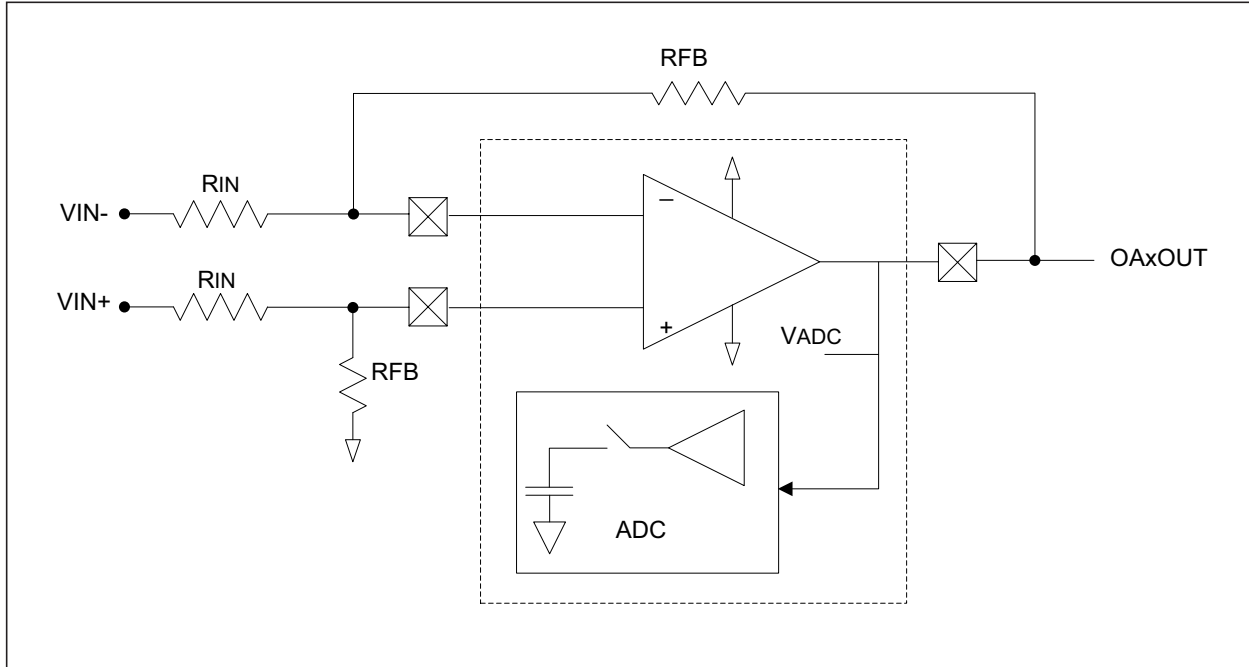 RFB
RIN
VIN-
−
OAxOUT
RIN
VIN+
+
VADC
RFB
ADC